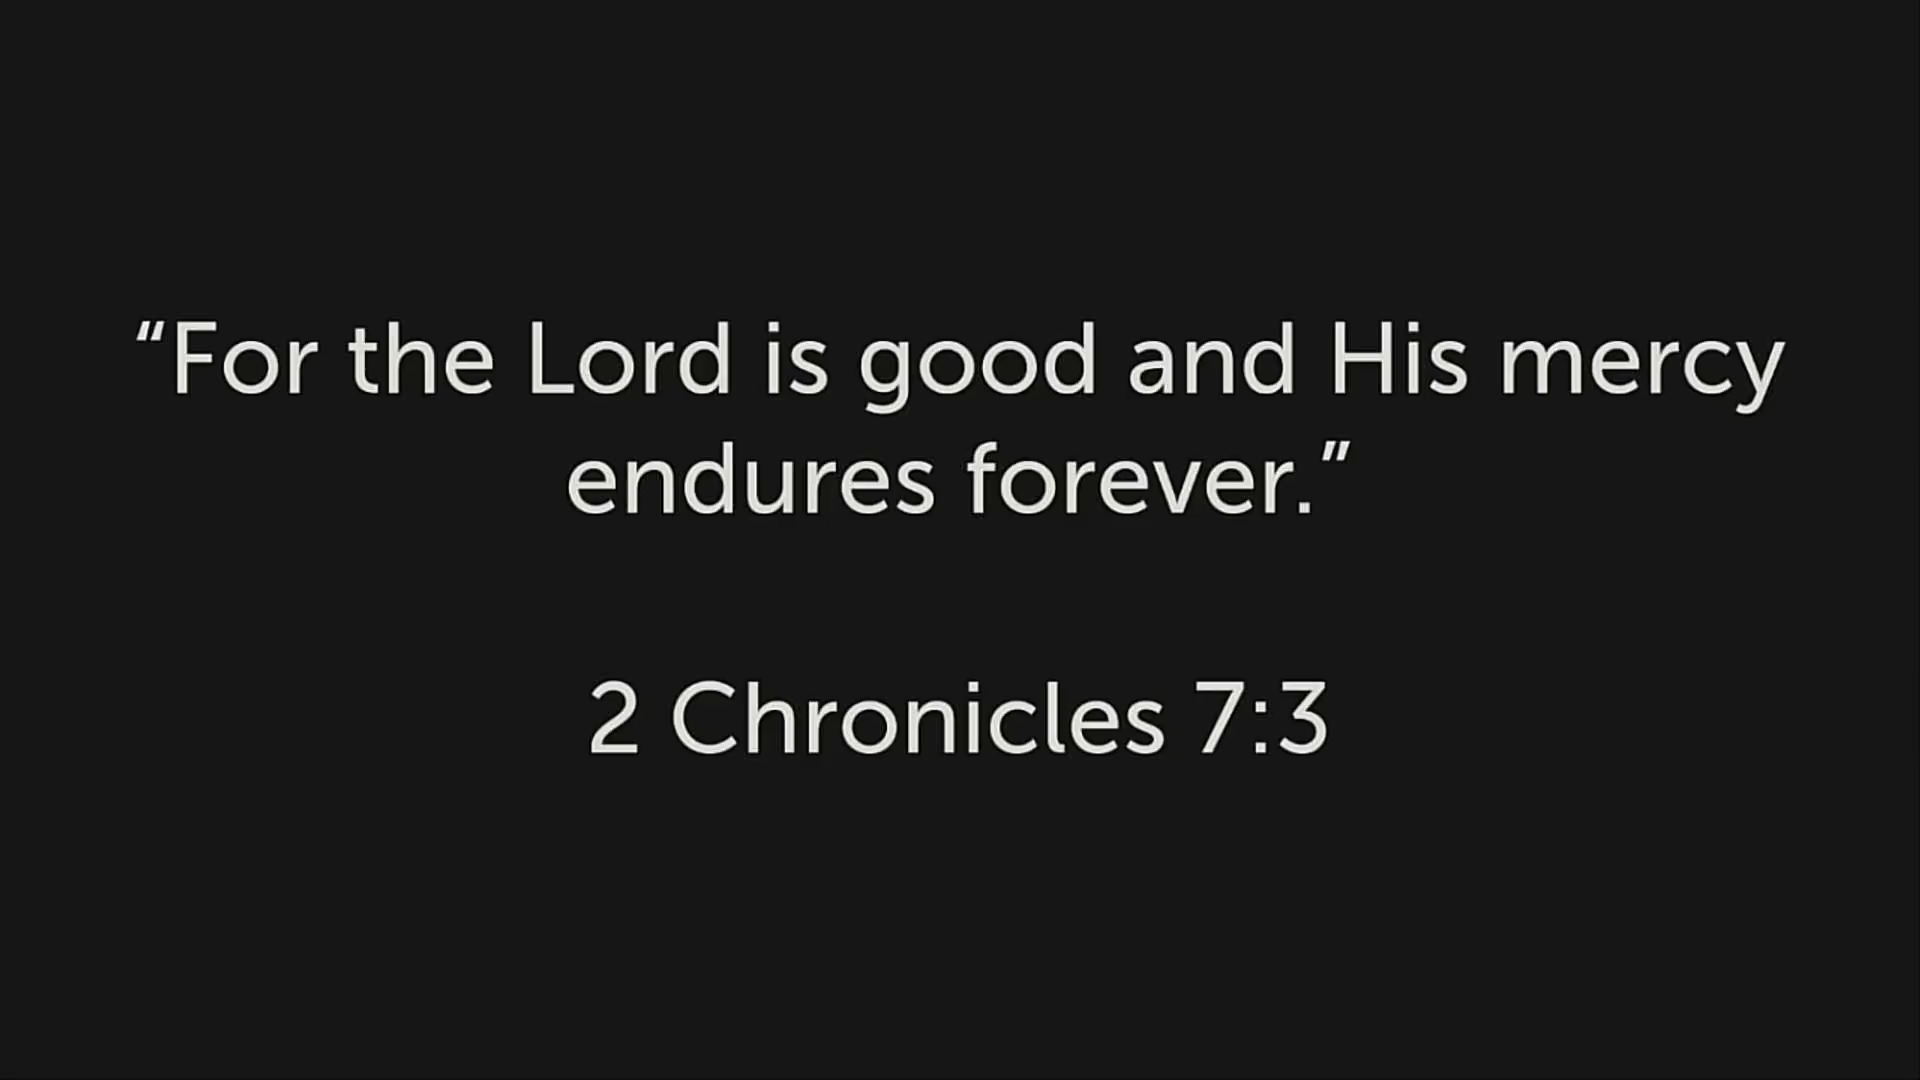 “For the Lord is good and His mercy
endures forever.”
2 Chronicles 7:3